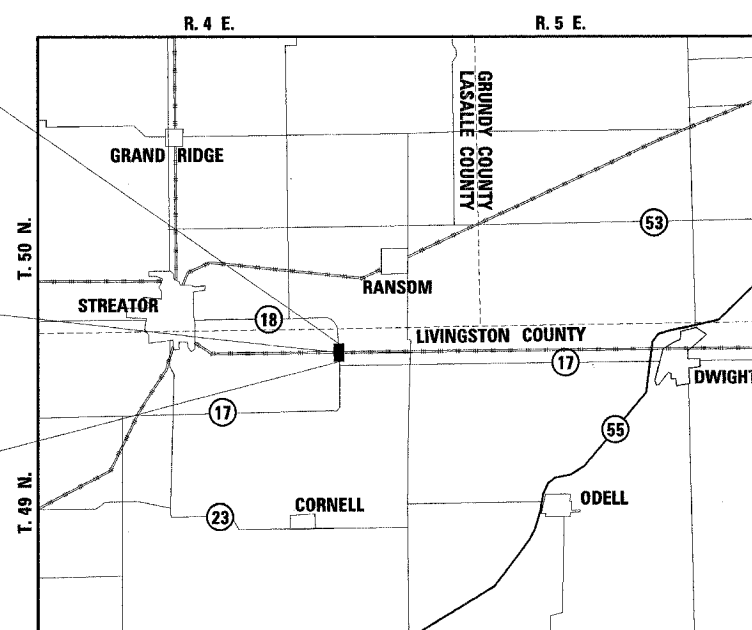 R. 4 E.
R. 5 E.
GRUNDY COUNTY
LASALLE COUNTY
GRAND RIDGE
53
T. 50 N.
RANSOM
STREATOR
18
LIVINGSTON COUNTY
17
DWIGHT
17
55
T. 49 N.
CORNELL
ODELL
23